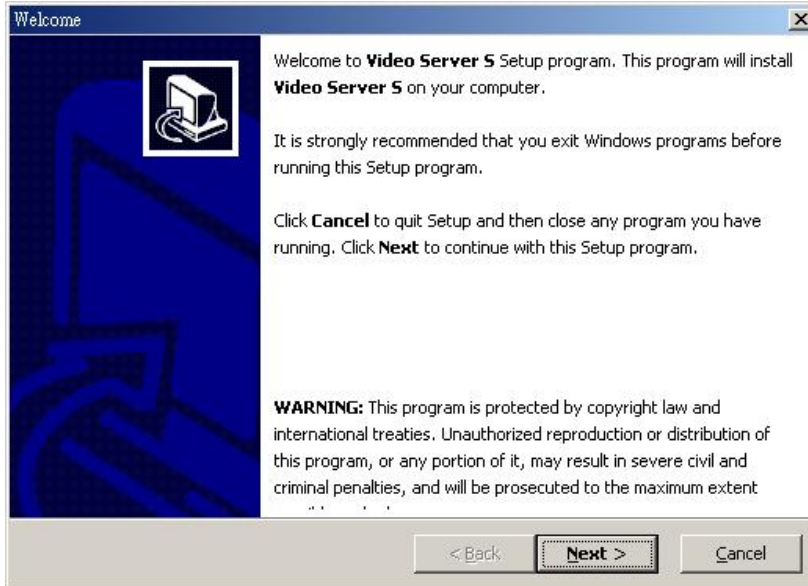 Welcome
Welcome to Video Server S Setup program. This program will install
Video Server S on your computer.
It is strongly recommended that you exit Windows programs before
running this Setup program.
Click Cancel to quit Setup and then close any program you have
running. Click Next to continue with this Setup program.
WARNING: This program is protected by copyright law and
international treaties. Unauthorized reproduction or distribution of
this program, or any portion of it, may result in severe civil and
criminal penalties, and will be prosecuted to the maximum extent
< Back
Next >
Cancel